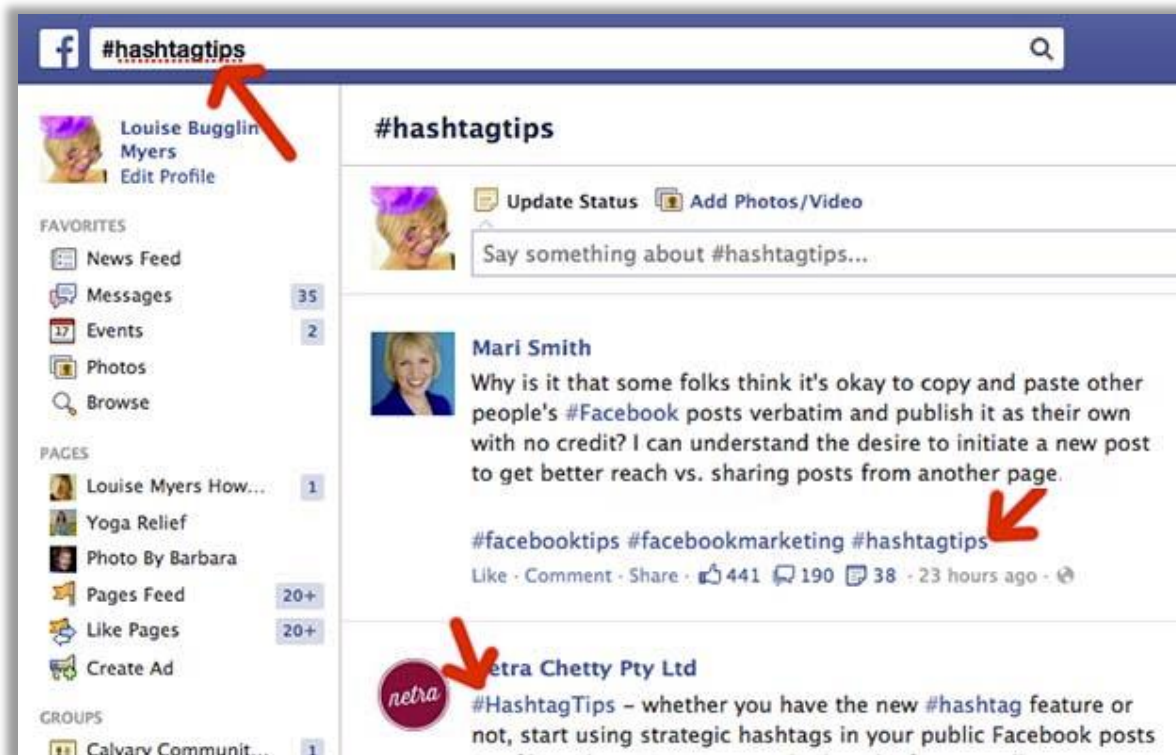 f
#hashtagtips
Louise Bugglin
Myers
Edit Profile
FAVORITES
News Feed
Messages 35
17 Events 2
Photos
Browse
PAGES
Louise Myers How... 1
Yoga Relief
Photo By Barbara
Pages Feed 20+
Like Pages 20+
Create Ad
GROUPS
Calvary Communit... 1
#hashtagtips
Update Status Add Photos/Video
Say something about #hashtagtips...
Mari Smith
Why is it that some folks think it's okay to copy and paste other
people's #Facebook posts verbatim and publish it as their own
with no credit? I can understand the desire to initiate a new post
to get better reach vs. sharing posts from another page.
#facebooktips #facebookmarketing #hashtagtips
Like · Comment · Share · 441 190 38 · 23 hours ago ·
netra
etra Chetty Pty Ltd
#HashtagTips – whether you have the new #hashtag feature or
not, start using strategic hashtags in your public Facebook posts